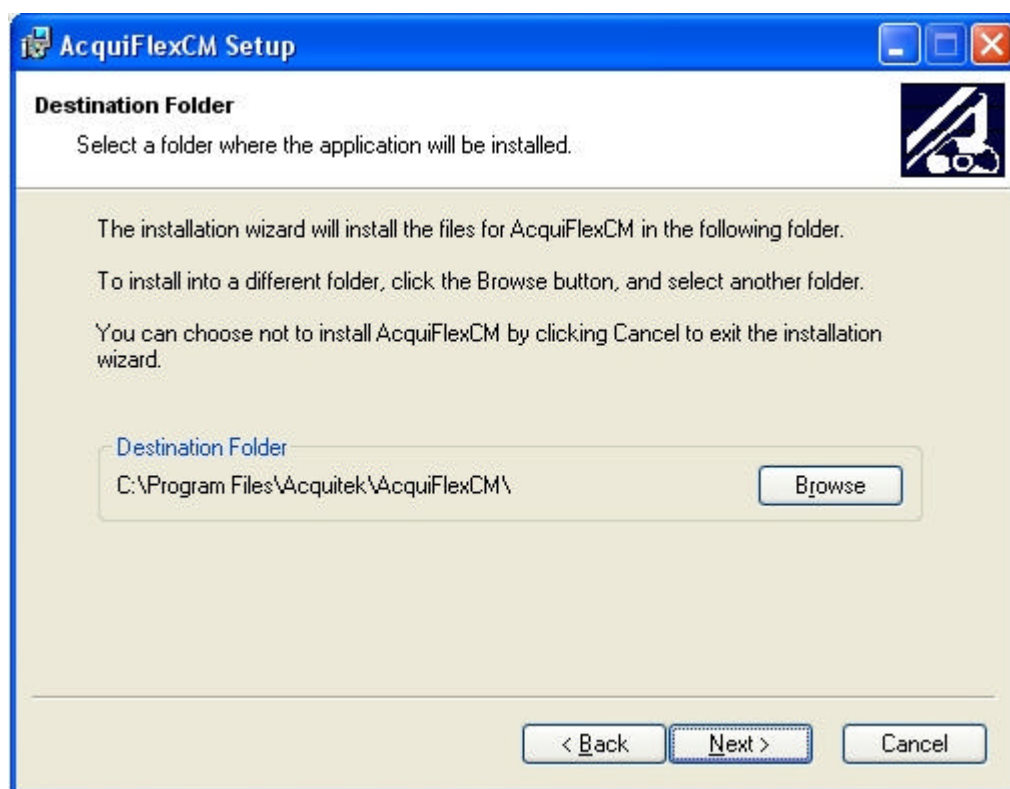 AcquiFlexCM Setup
Destination Folder
Select a folder where the application will be installed.
The installation wizard will install the files for AcquiFlexCM in the following folder.
To install into a different folder, click the Browse button, and select another folder.
You can choose not to install AcquiFlexCM by clicking Cancel to exit the installation
wizard.
Destination Folder
C:\Program Files\Acquitek\AcquiFlexCM\
Browse
< Back
Next >
Cancel